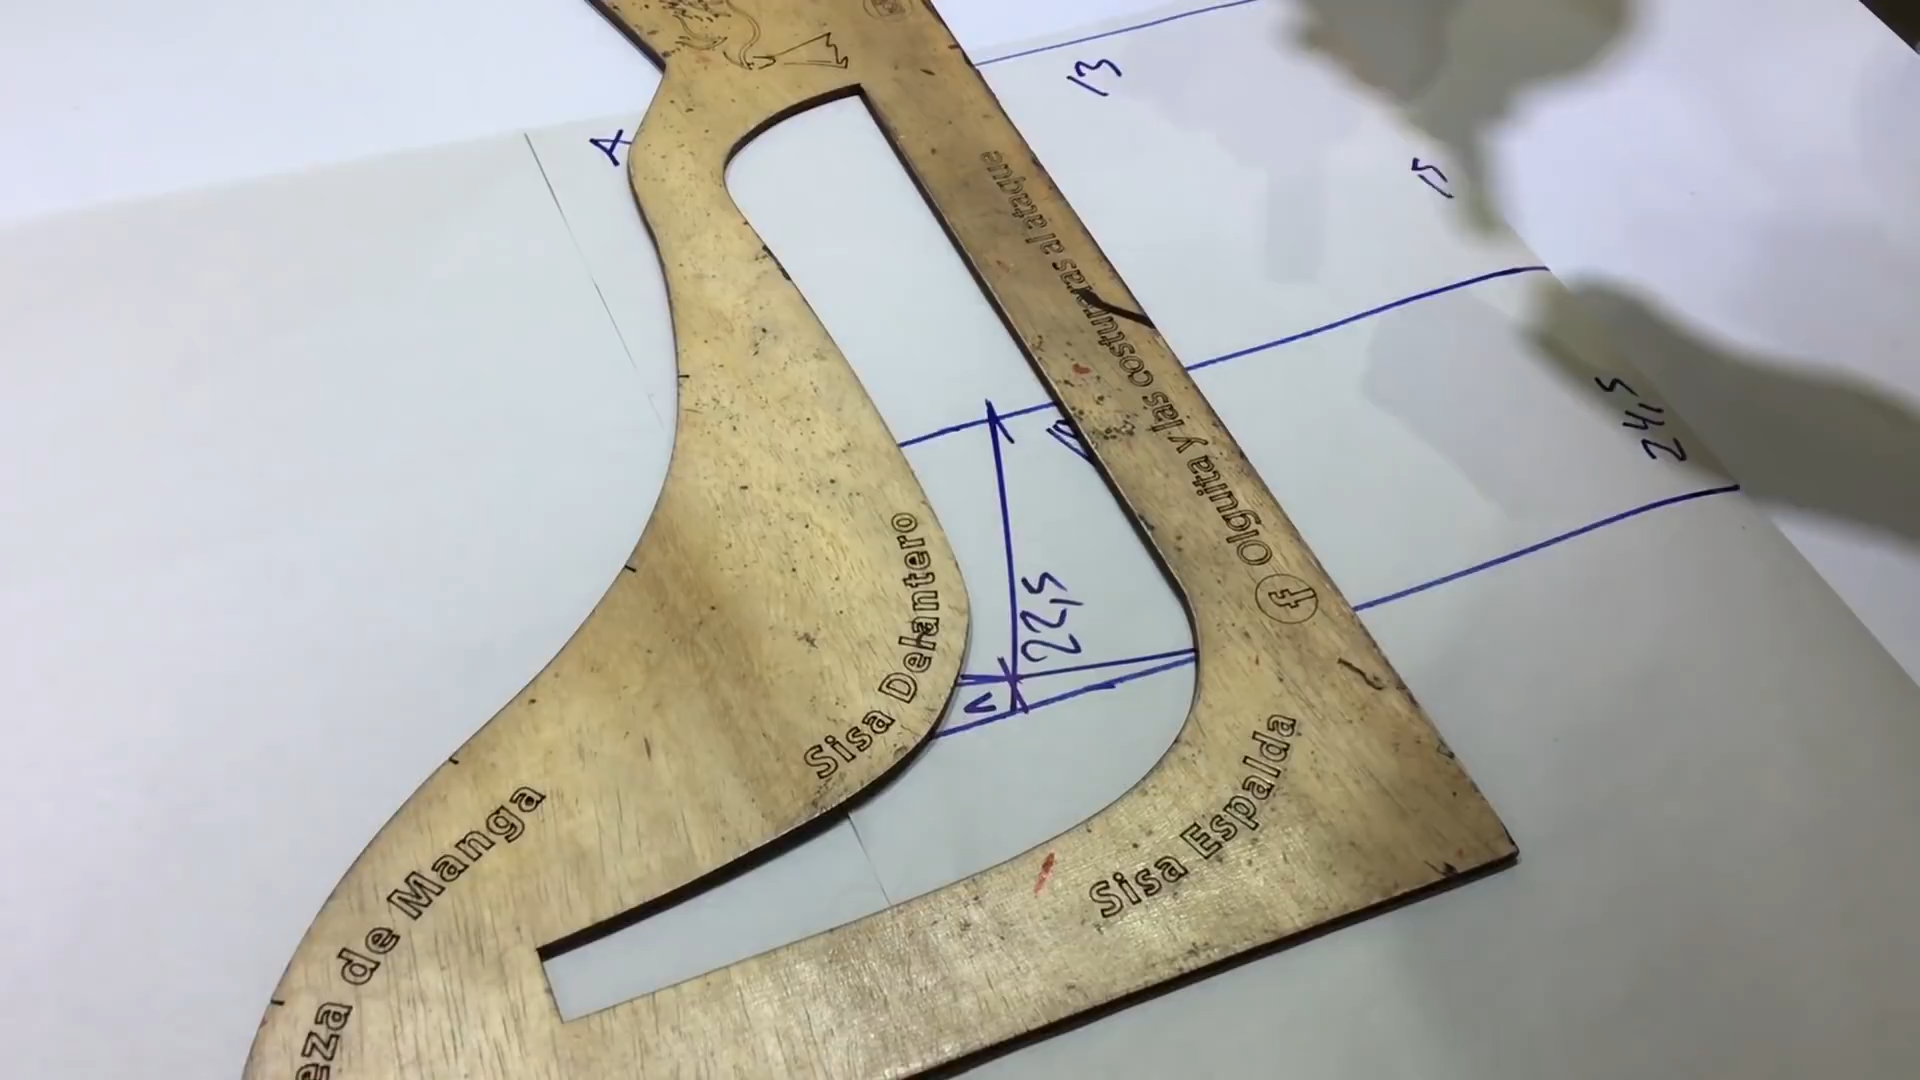 A
13
15
24,5
22,5
Olguita y las costuras al ataque
Sisa Delantero
Sisa Espalda
eza de Manga